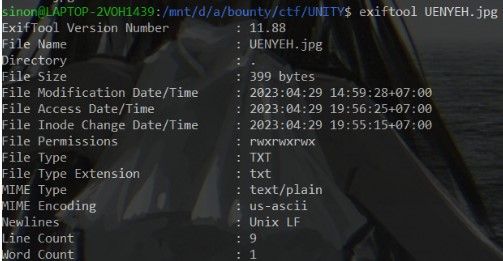 sinon@LAPTOP-2VOH1439:/mnt/d/a/bounty/ctf/UNITY$ exiftool UENYEH.jpg
ExifTool Version Number : 11.88
File Name : UENYEH.jpg
Directory : .
File Size : 399 bytes
File Modification Date/Time : 2023:04:29 14:59:28+07:00
File Access Date/Time : 2023:04:29 19:56:25+07:00
File Inode Change Date/Time : 2023:04:29 19:55:15+07:00
File Permissions : rwxrwxrwx
File Type : TXT
File Type Extension : txt
MIME Type : text/plain
MIME Encoding : us-ascii
Newlines : Unix LF
Line Count : 9
Word Count : 1